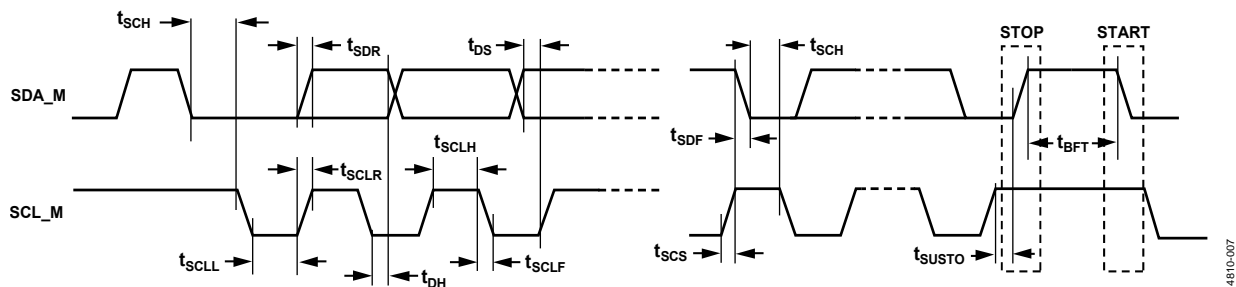 STOP START
tSCH tSDR tDS tSCH
SDA_M
tSDF tBFT
tSCLH
tSCLR
SCL_M
tSCLL tDH tSCLF tSCS tSUSTO
4810-007